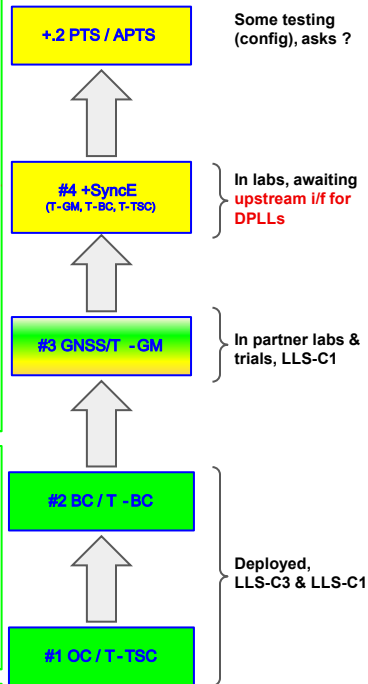 +.2 PTS / APTS
Some testing
(config), asks ?
#4 +SyncE
(T-GM, T-BC, T-TSC)
In labs, awaiting
upstream i/f for
DPLLs
#3 GNSS/T -GM
In partner labs &
trials, LLS-C1
#2 BC / T -BC
Deployed,
LLS-C3 & LLS-C1
#1 OC / T-TSC